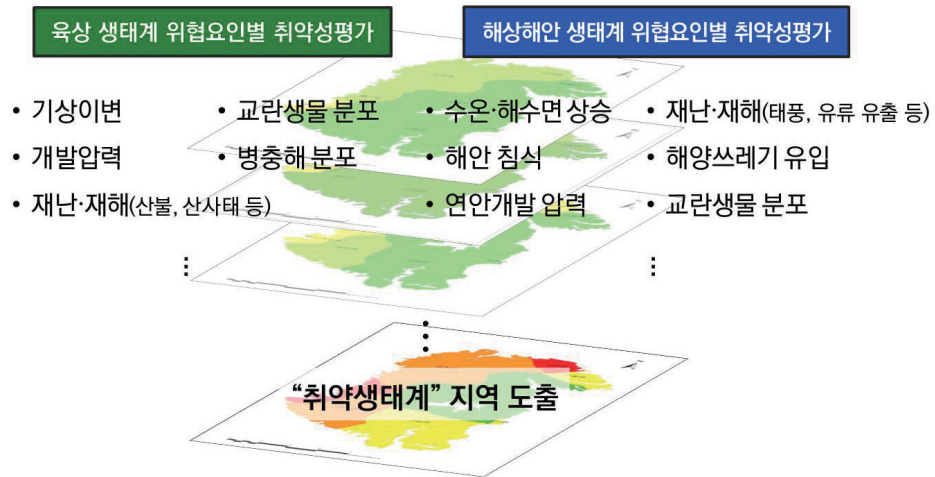 육상 생태계 위협요인별 취약성평가
해상해안 생태계 위협요인별 취약성평가
• 기상이변
• 개발압력
• 재난·재해(산불, 산사태 등)
• 교란생물 분포
• 병충해 분포
• 수온·해수면 상승
• 해안 침식
• 연안개발 압력
• 재난·재해(태풍, 유류 유출 등)
• 해양쓰레기 유입
• 교란생물 분포
“취약생태계” 지역 도출